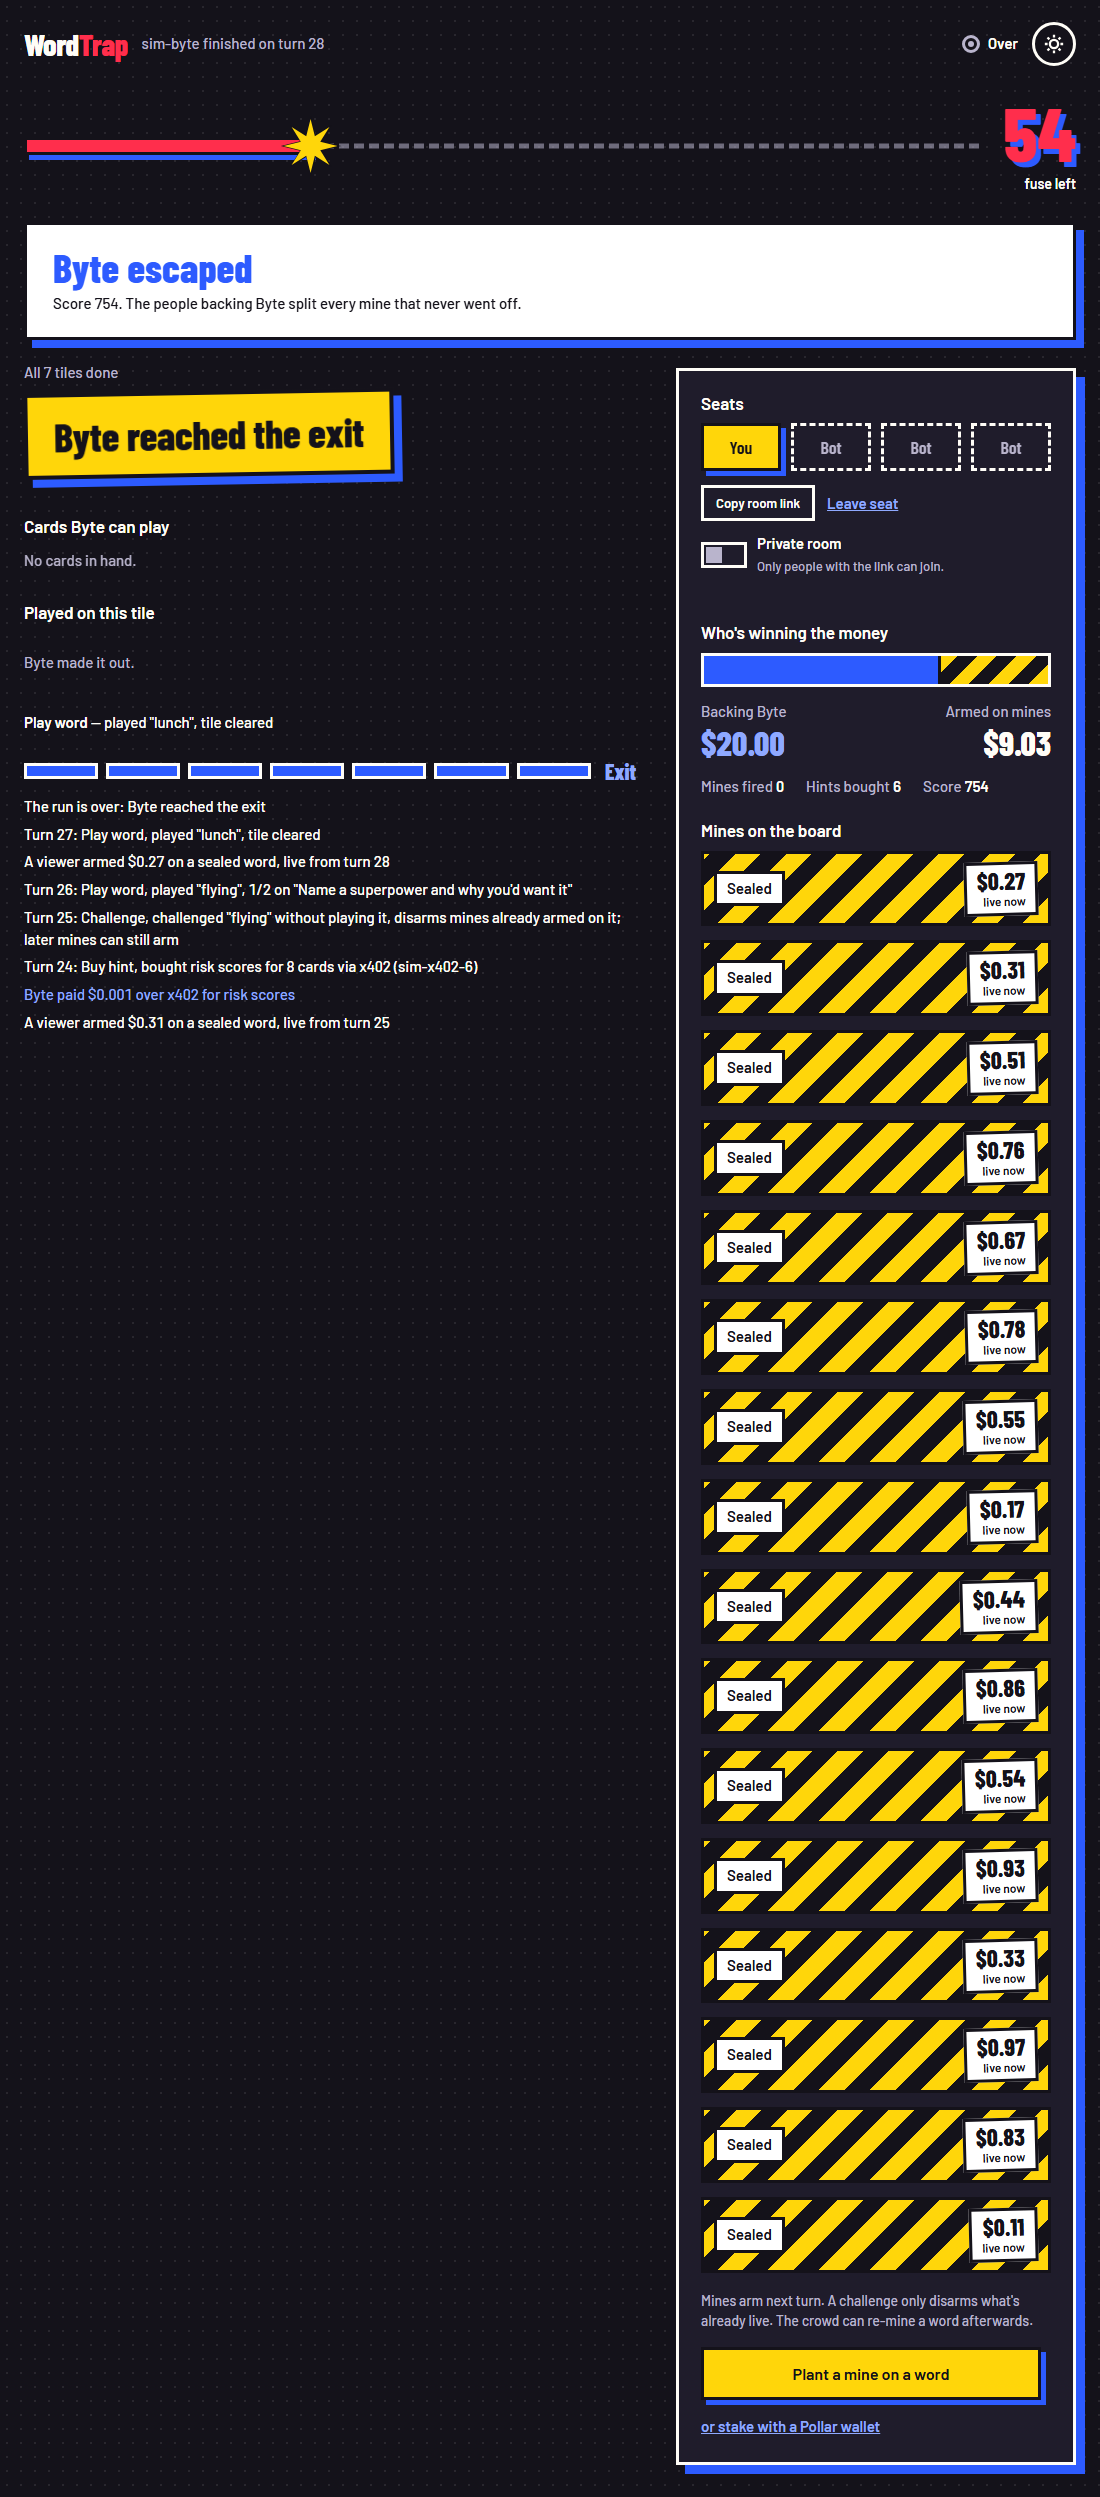 WordTrap sim-byte finished on turn 28
Over
54
fuse left
Byte escaped
Score 754. The people backing Byte split every mine that never went off.
All 7 tiles done
Byte reached the exit
Cards Byte can play
No cards in hand.
Played on this tile
Byte made it out.
Play word — played "lunch", tile cleared
Exit
The run is over: Byte reached the exit
Turn 27: Play word, played "lunch", tile cleared
A viewer armed $0.27 on a sealed word, live from turn 28
Turn 26: Play word, played "flying", 1/2 on "Name a superpower and why you'd want it"
Turn 25: Challenge, challenged "flying" without playing it, disarms mines already armed on it;
later mines can still arm
Turn 24: Buy hint, bought risk scores for 8 cards via x402 (sim-x402-6)
Byte paid $0.001 over x402 for risk scores
A viewer armed $0.31 on a sealed word, live from turn 25
Seats
You Bot Bot Bot
Copy room link Leave seat
Private room
Only people with the link can join.
Who's winning the money
Backing Byte Armed on mines
$20.00 $9.03
Mines fired 0 Hints bought 6 Score 754
Mines on the board
Sealed $0.27
live now
Sealed $0.31
live now
Sealed $0.51
live now
Sealed $0.76
live now
Sealed $0.67
live now
Sealed $0.78
live now
Sealed $0.55
live now
Sealed $0.17
live now
Sealed $0.44
live now
Sealed $0.86
live now
Sealed $0.54
live now
Sealed $0.93
live now
Sealed $0.33
live now
Sealed $0.97
live now
Sealed $0.83
live now
Sealed $0.11
live now
Mines arm next turn. A challenge only disarms what's
already live. The crowd can re-mine a word afterwards.
Plant a mine on a word
or stake with a Pollar wallet